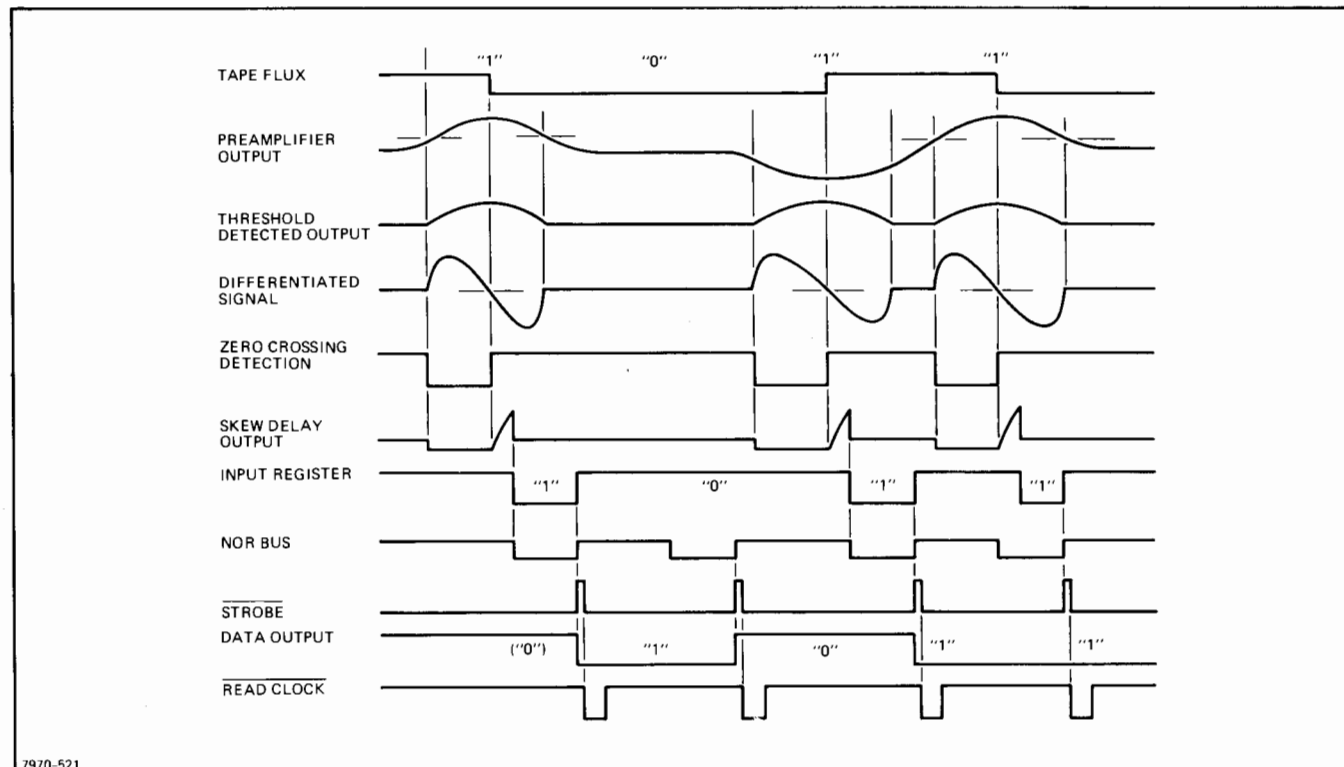 TAPE FLUX "1" "0" "1" "1"
PREAMPLIFIER
OUTPUT
THRESHOLD
DETECTED OUTPUT
DIFFERENTIATED
SIGNAL
ZERO CROSSING
DETECTION
SKEW DELAY
OUTPUT
INPUT REGISTER "1" "0" "1" "1"
NOR BUS
STROBE
DATA OUTPUT ("0") "1" "0" "1" "1"
READ CLOCK
7970-521